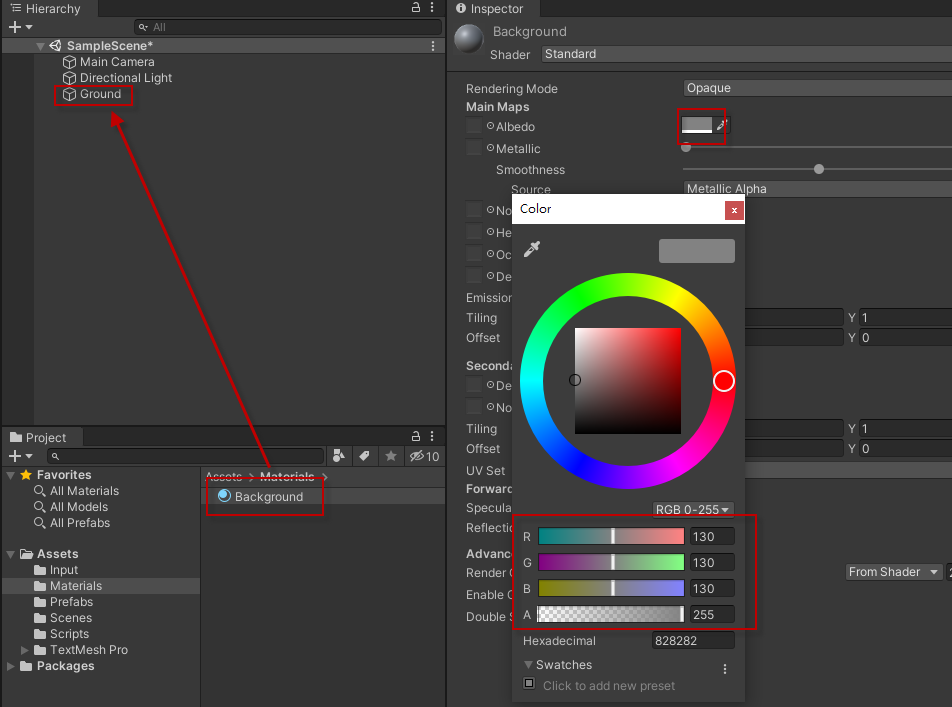 Hierarchy
All
SampleScene*
Main Camera
Directional Light
Ground
Project
10
Favorites
All Materials
All Models
All Prefabs
Assets
Input
Materials
Prefabs
Scenes
Scripts
TextMesh Pro
Packages
Assets > Materials >
Background
Inspector
Background
Shader Standard
Rendering Mode Opaque
Main Maps
Albedo
Metallic
Smoothness
Source Metallic Alpha
No
He
Oc
De
Emission
Tiling Y 1
Offset Y 0
Seconda
De
No
Tiling Y 1
Offset Y 0
UV Set
Forward
Specula
Reflectio
Advanc
Render From Shader
Enable
Double S
Color
x
RGB 0-255
R 130
G 130
B 130
A 255
Hexadecimal 828282
Swatches
Click to add new preset